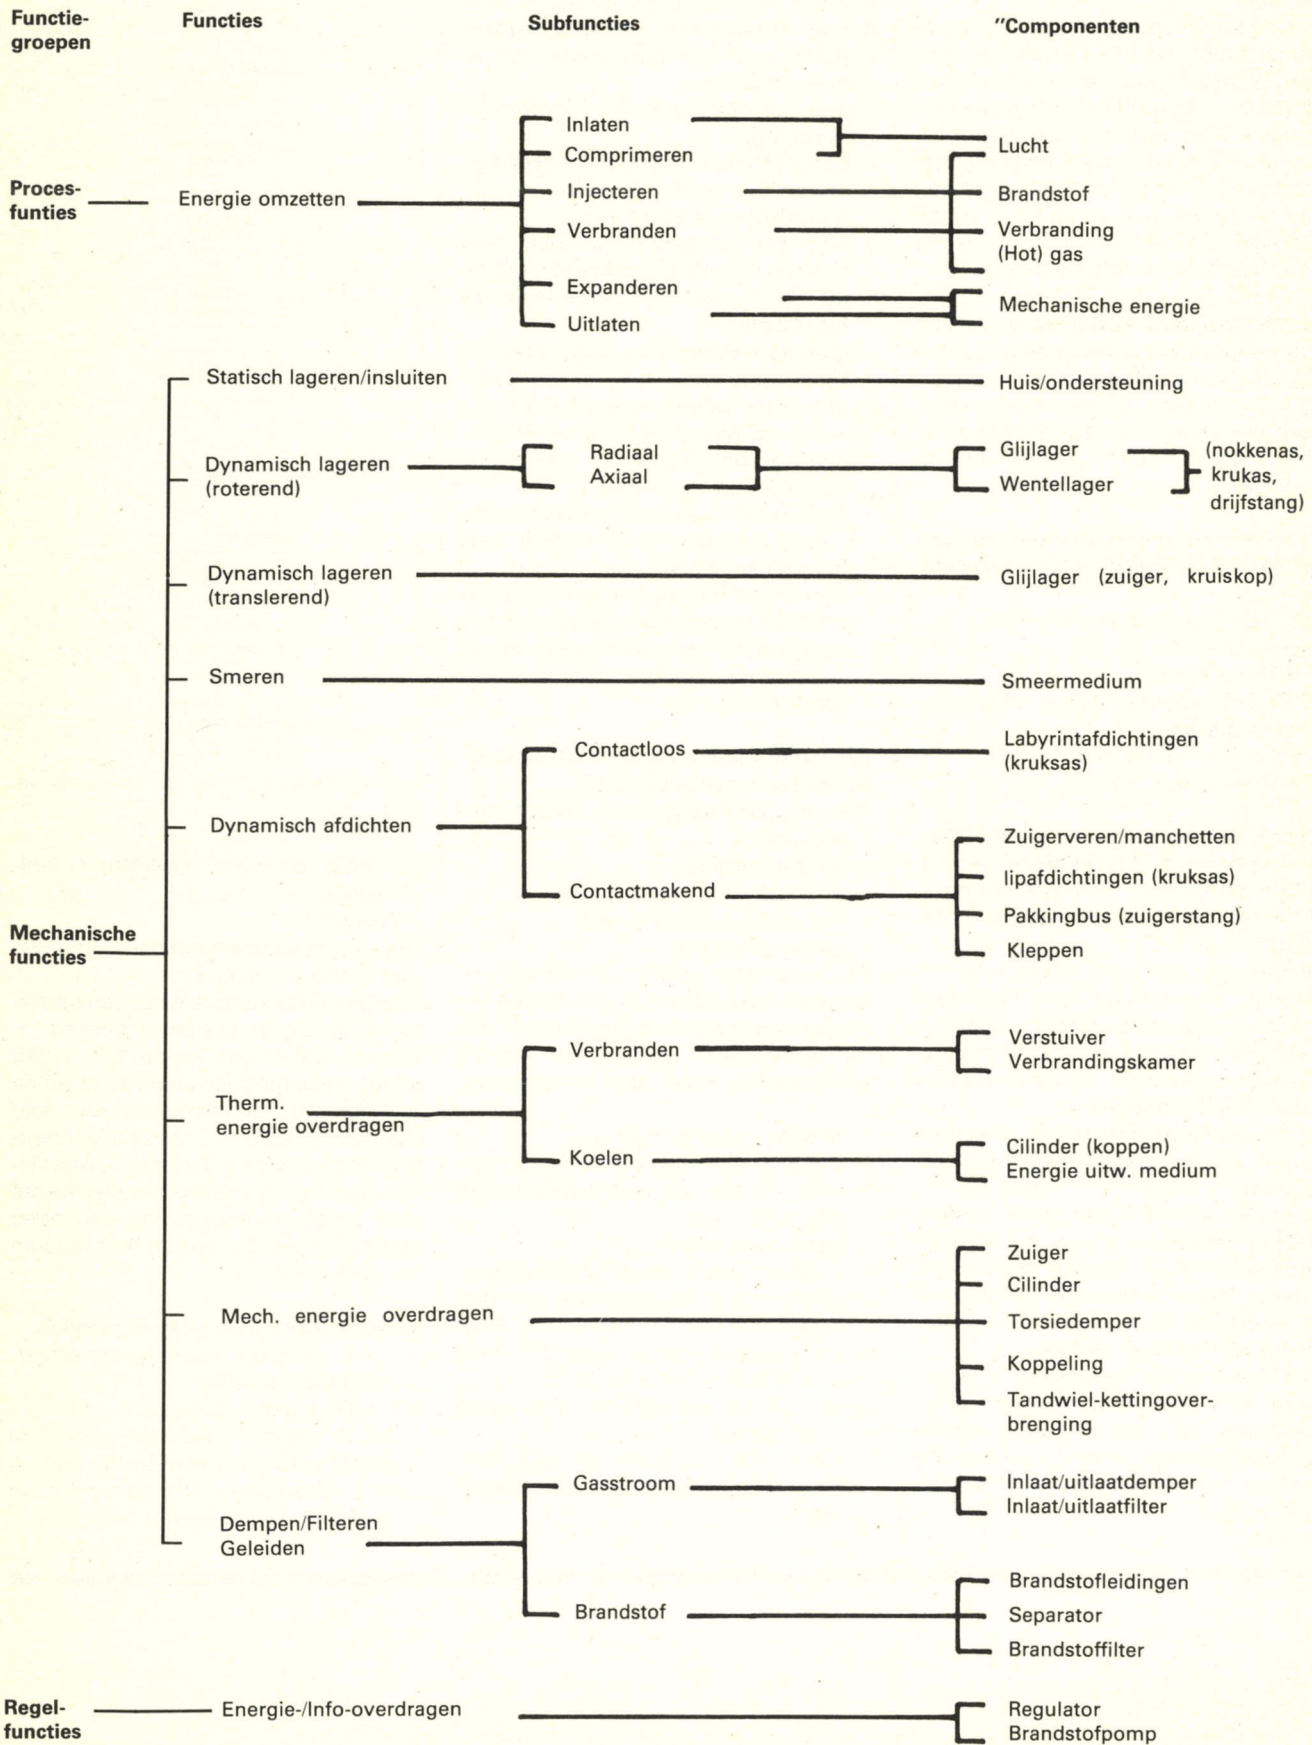 Functie-
groepen
Functies
Subfuncties
"Componenten
Inlaten
Comprimeren
Lucht
Proces-
funties
Energie omzetten
Injecteren
Brandstof
Verbranden
Verbranding
(Hot) gas
Expanderen
Mechanische energie
Uitlaten
Statisch lageren/insluiten
Huis/ondersteuning
Dynamisch lageren
(roterend)
Radiaal
Axiaal
Glijlager
Wentellager
(nokkenas,
krukas,
drijfstang)
Dynamisch lageren
(translerend)
Glijlager (zuiger, kruiskop)
Smeren
Smeermedium
Contactloos
Labyrintafdichtingen
(kruksas)
Dynamisch afdichten
Contactmakend
Zuigerveren/manchetten
lipafdichtingen (kruksas)
Pakkingbus (zuigerstang)
Kleppen
Mechanische
functies
Verbranden
Verstuiver
Verbrandingskamer
Therm.
energie overdragen
Koelen
Cilinder (koppen)
Energie uitw. medium
Mech. energie overdragen
Zuiger
Cilinder
Torsiedemper
Koppeling
Tandwiel-kettingover-
brenging
Gasstroom
Inlaat/uitlaatdemper
Inlaat/uitlaatfilter
Dempen/Filteren
Geleiden
Brandstof
Brandstofleidingen
Separator
Brandstoffilter
Regel-
functies
Energie-/Info-overdragen
Regulator
Brandstofpomp